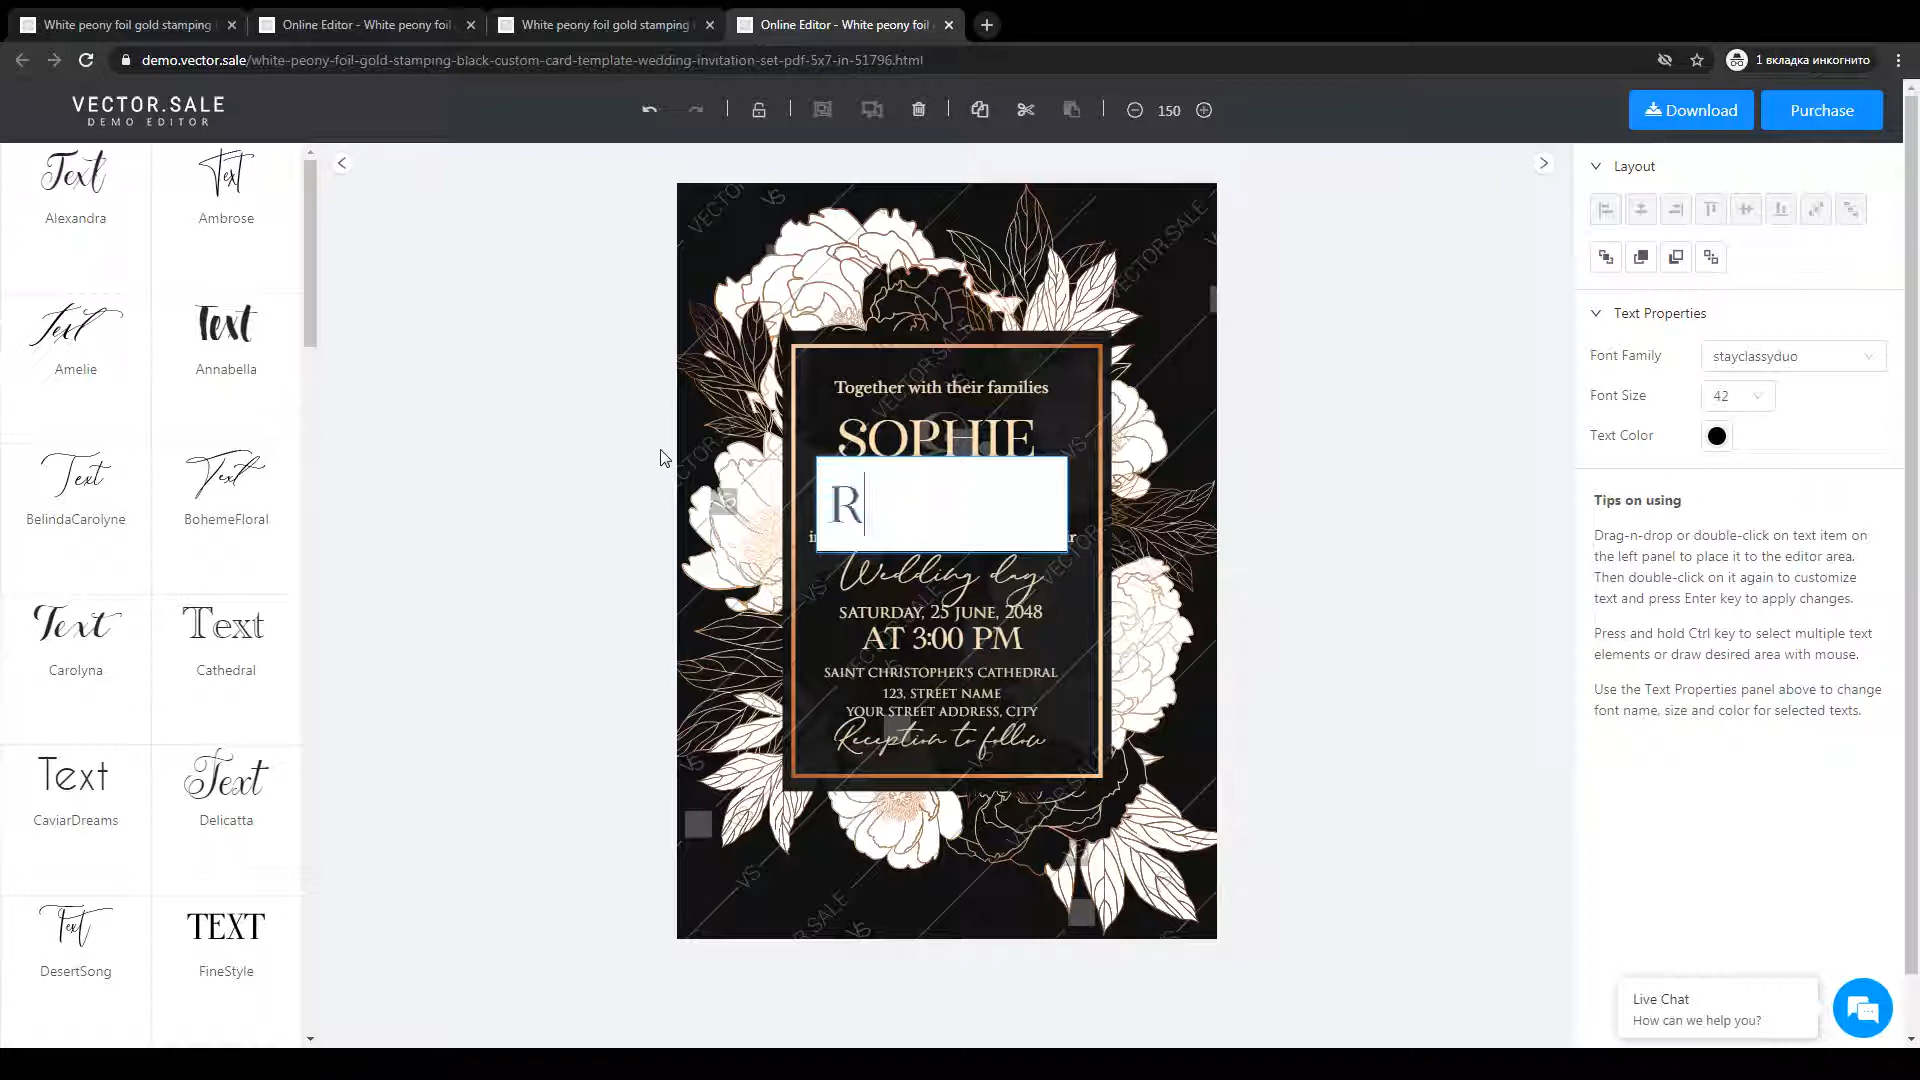 White peony foil gold stamping
Online Editor - White peony foil
White peony foil gold stamping
Online Editor - White peony foil
demo.vector.sale/white-peony-foil-gold-stamping-black-custom-card-template-wedding-invitation-set-pdf-5x7-in-51796.html
1 вкладка инкогнито
VECTOR.SALE
DEMO EDITOR
150
Download
Purchase
Text
Alexandra
Text
Ambrose
Text
Amelie
Text
Annabella
Text
BelindaCarolyne
Text
BohemeFloral
Text
Carolyna
Text
Cathedral
Text
CaviarDreams
Text
Delicatta
Text
DesertSong
TEXT
FineStyle
Together with their families
SOPHIE
R
Wedding day
SATURDAY, 25 JUNE, 2048
AT 3:00 PM
SAINT CHRISTOPHER'S CATHEDRAL
123, STREET NAME
YOUR STREET ADDRESS, CITY
Reception to follow
VECTOR.SALE
VS
Layout
Text Properties
Font Family
stayclassyduo
Font Size
42
Text Color
Tips on using
Drag-n-drop or double-click on text item on
the left panel to place it to the editor area.
Then double-click on it again to customize
text and press Enter key to apply changes.
Press and hold Ctrl key to select multiple text
elements or draw desired area with mouse.
Use the Text Properties panel above to change
font name, size and color for selected texts.
Live Chat
How can we help you?